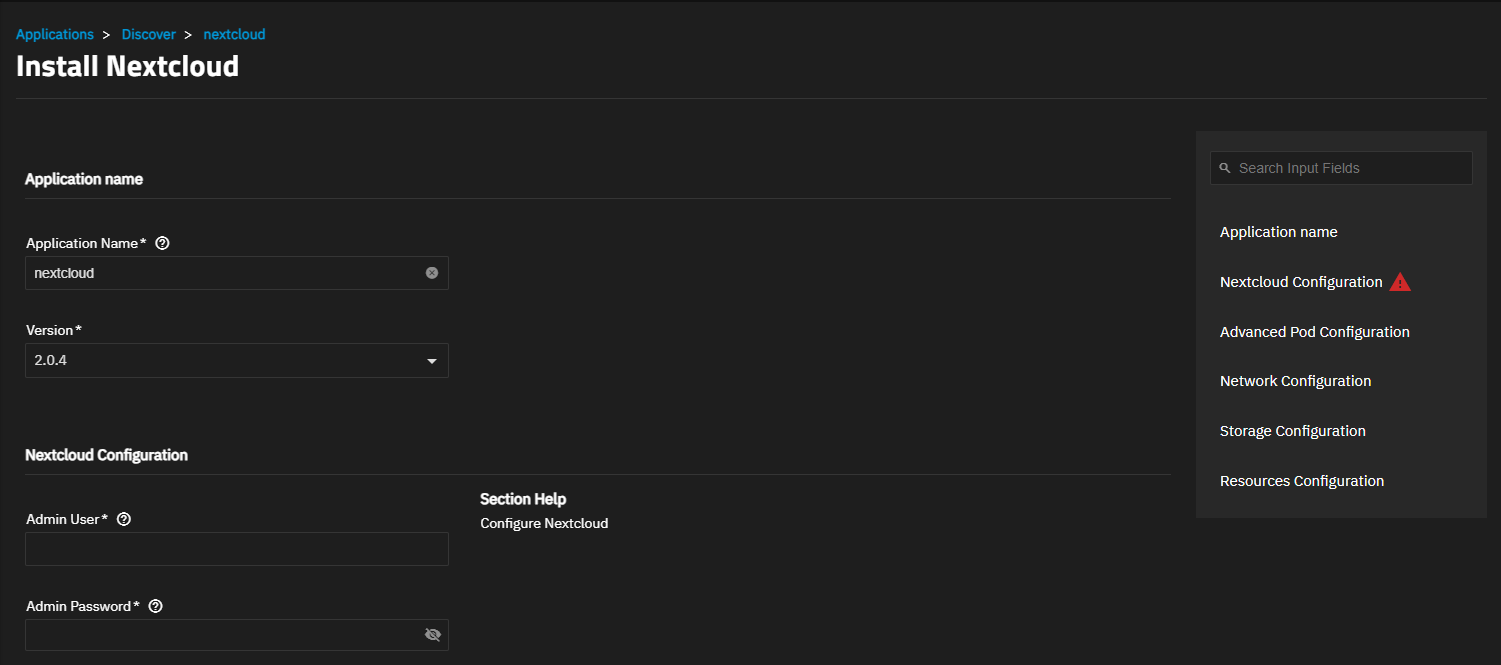 Applications > Discover > nextcloud
Install Nextcloud
Application name
Application Name*
nextcloud
Version*
2.0.4
Nextcloud Configuration
Admin User*
Section Help
Configure Nextcloud
Admin Password*
Search Input Fields
Application name
Nextcloud Configuration
Advanced Pod Configuration
Network Configuration
Storage Configuration
Resources Configuration